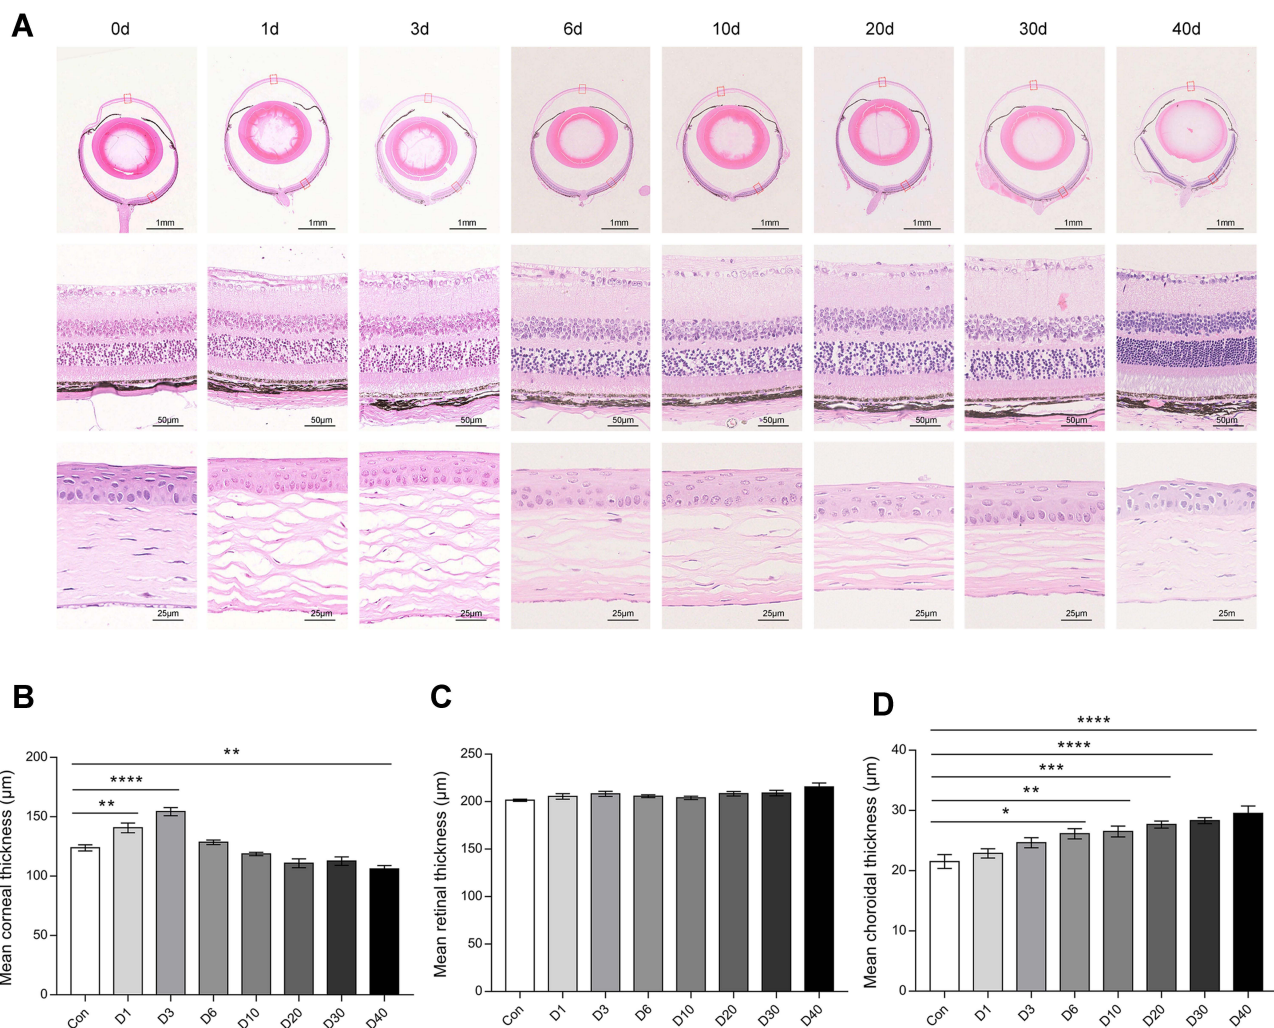 A
0d 1d 3d 6d 10d 20d 30d 40d
1mm 1mm 1mm 1mm 1mm 1mm 1mm 1mm
50μm 50μm 50μm 50μm 50μm 50μm 50μm 50μm
25μm 25μm 25μm 25μm 25μm 25μm 25μm 25m
B
Mean corneal thickness (μm)
200
150
100
50
0
**
****
**
Con D1 D3 D6 D10 D20 D30 D40
C
Mean retinal thickness (μm)
250
200
150
100
50
0
Con D1 D3 D6 D10 D20 D30 D40
D
Mean choroidal thickness (μm)
40
30
20
10
0
****
****
***
**
*
Con D1 D3 D6 D10 D20 D30 D40